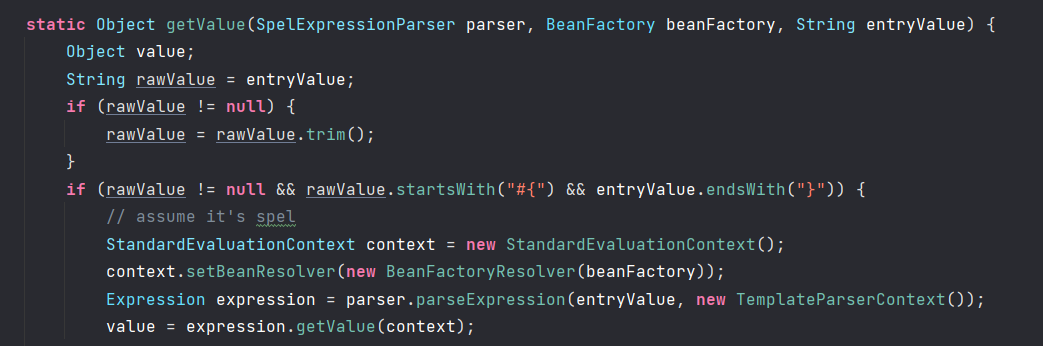 static Object getValue(SpelExpressionParser parser, BeanFactory beanFactory, String entryValue) {
    Object value;
    String rawValue = entryValue;
    if (rawValue != null) {
        rawValue = rawValue.trim();
    }
    if (rawValue != null && rawValue.startsWith("#{") && entryValue.endsWith("}")) {
        // assume it's spel
        StandardEvaluationContext context = new StandardEvaluationContext();
        context.setBeanResolver(new BeanFactoryResolver(beanFactory));
        Expression expression = parser.parseExpression(entryValue, new TemplateParserContext());
        value = expression.getValue(context);